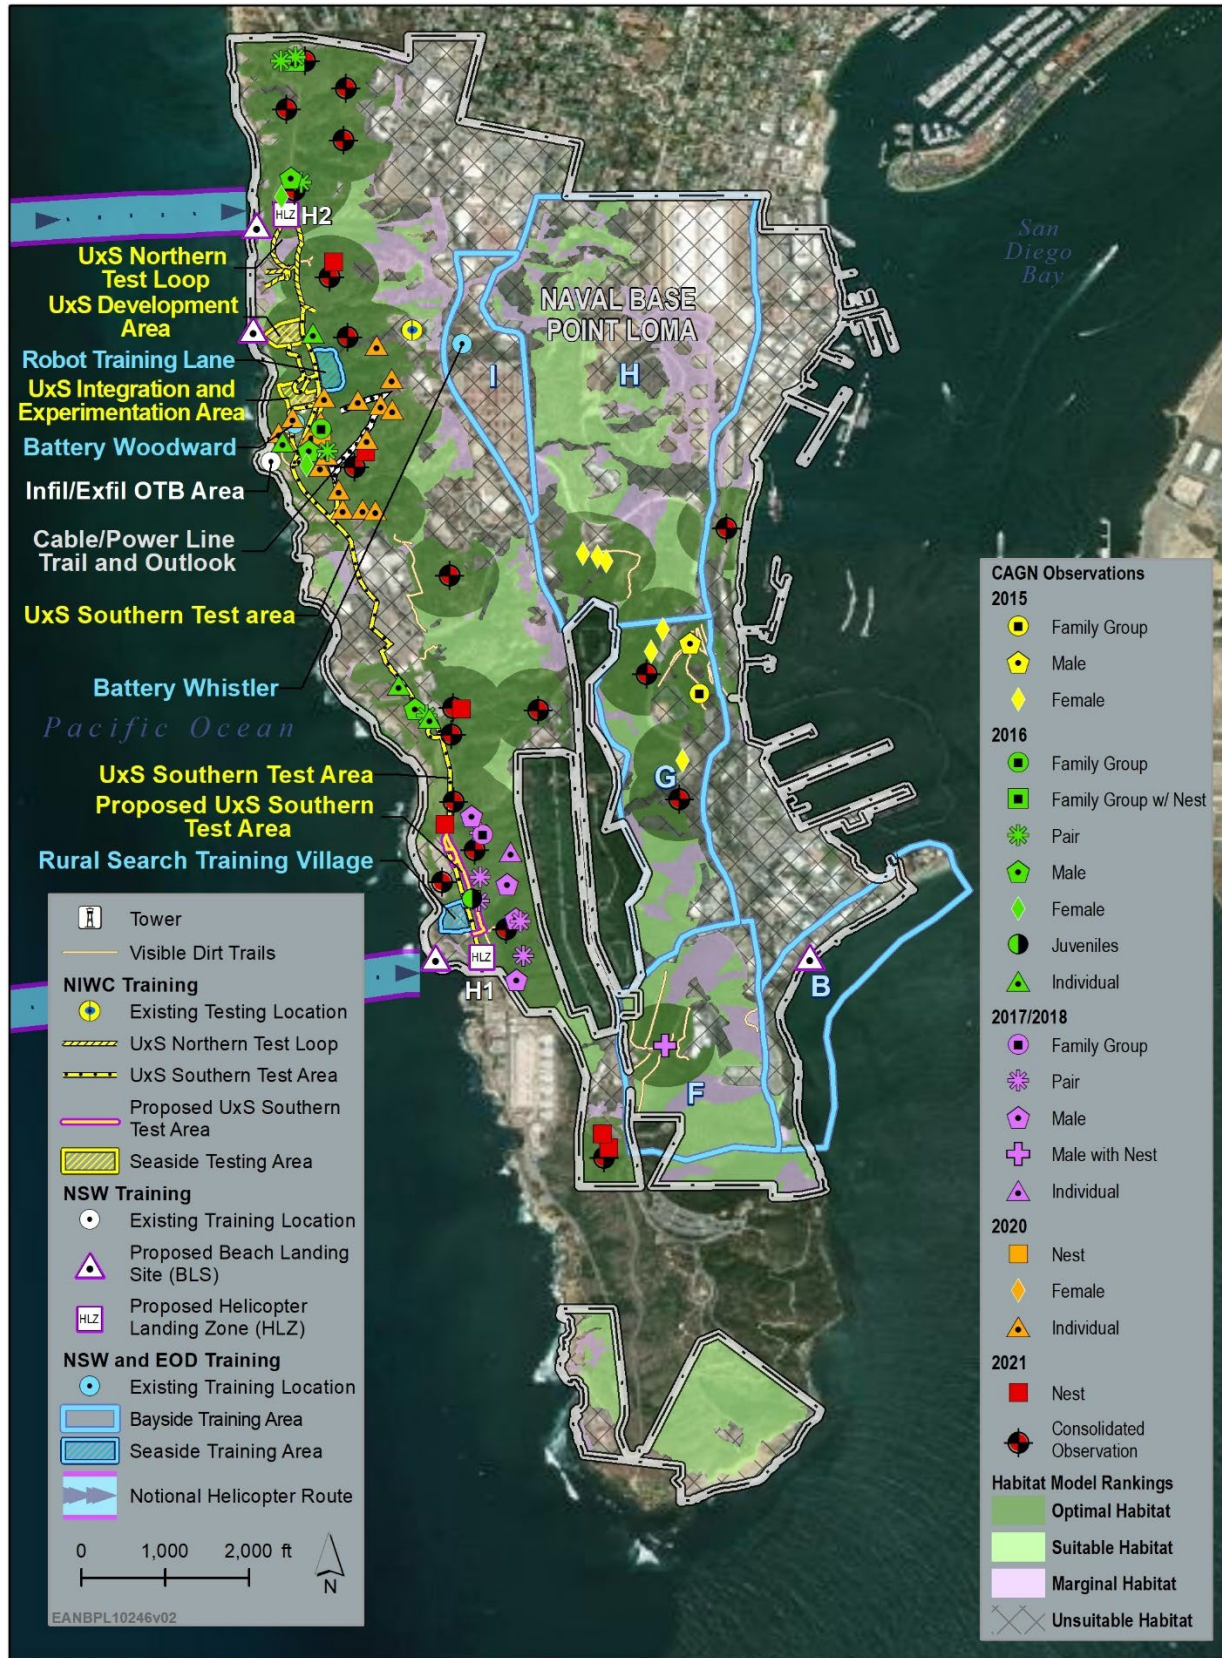 San
Diego
Bay
HLZ
H2
UxS Northern
Test Loop
UxS Development
Area
NAVAL BASE
POINT LOMA
Robot Training Lane
I
H
UxS Integration and
Experimentation Area
Battery Woodward
Infil/Exfil OTB Area
Cable/Power Line
Trail and Outlook
UxS Southern Test area
Battery Whistler
Pacific Ocean
UxS Southern Test Area
G
Proposed UxS Southern
Test Area
Rural Search Training Village
HLZ
H1
B
F
Tower
Visible Dirt Trails
NIWC Training
Existing Testing Location
UxS Northern Test Loop
UxS Southern Test Area
Proposed UxS Southern
Test Area
Seaside Testing Area
NSW Training
Existing Training Location
Proposed Beach Landing
Site (BLS)
HLZ
Proposed Helicopter
Landing Zone (HLZ)
NSW and EOD Training
Existing Training Location
Bayside Training Area
Seaside Training Area
Notional Helicopter Route
0 1,000 2,000 ft
N
EANBPL10246v02
CAGN Observations
2015
Family Group
Male
Female
2016
Family Group
Family Group w/ Nest
Pair
Male
Female
Juveniles
Individual
2017/2018
Family Group
Pair
Male
Male with Nest
Individual
2020
Nest
Female
Individual
2021
Nest
Consolidated
Observation
Habitat Model Rankings
Optimal Habitat
Suitable Habitat
Marginal Habitat
Unsuitable Habitat